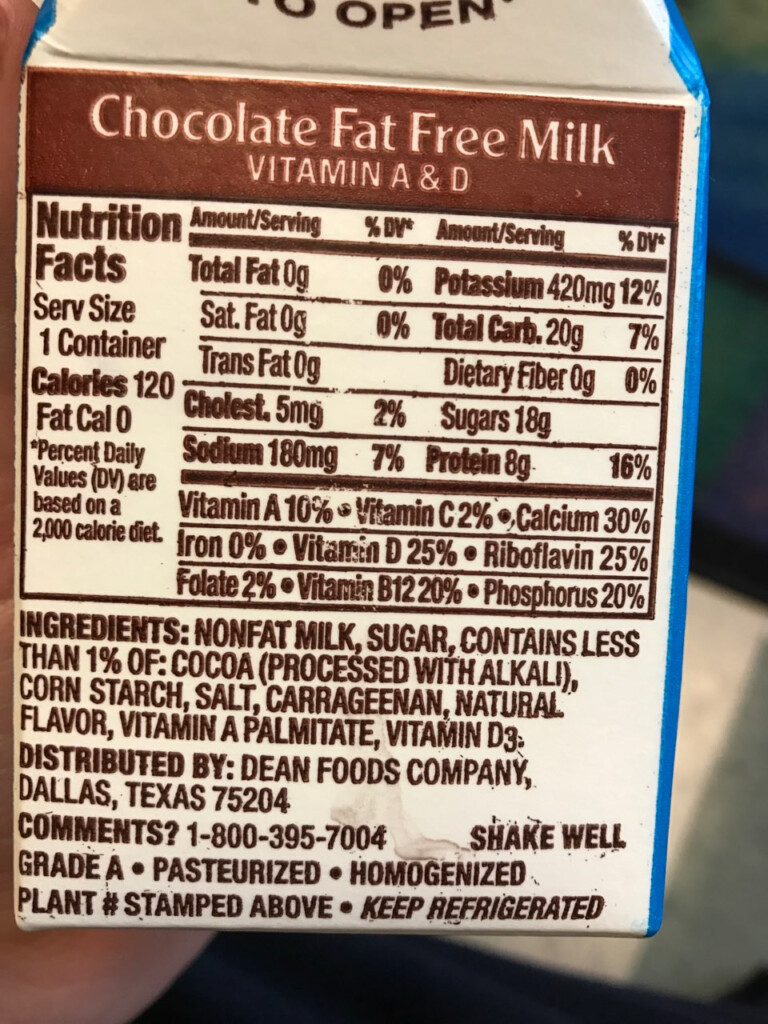 TO OPEN
Chocolate Fat Free Milk
VITAMIN A & D
Nutrition
Facts
Serv Size
1 Container
Calories 120
Fat Cal 0
*Percent Daily
Values (DV) are
based on a
2,000 calorie diet.
Amount/Serving % DV* Amount/Serving % DV*
Total Fat 0g 0% Potassium 420mg 12%
Sat. Fat 0g 0% Total Carb. 20g 7%
Trans Fat 0g Dietary Fiber 0g 0%
Cholest. 5mg 2% Sugars 18g
Sodium 180mg 7% Protein 8g 16%
Vitamin A 10% • Vitamin C 2% • Calcium 30%
Iron 0% • Vitamin D 25% • Riboflavin 25%
Folate 2% • Vitamin B12 20% • Phosphorus 20%
INGREDIENTS: NONFAT MILK, SUGAR, CONTAINS LESS
THAN 1% OF: COCOA (PROCESSED WITH ALKALI),
CORN STARCH, SALT, CARRAGEENAN, NATURAL
FLAVOR, VITAMIN A PALMITATE, VITAMIN D3.
DISTRIBUTED BY: DEAN FOODS COMPANY,
DALLAS, TEXAS 75204
COMMENTS? 1-800-395-7004 SHAKE WELL
GRADE A • PASTEURIZED • HOMOGENIZED
PLANT # STAMPED ABOVE • KEEP REFRIGERATED